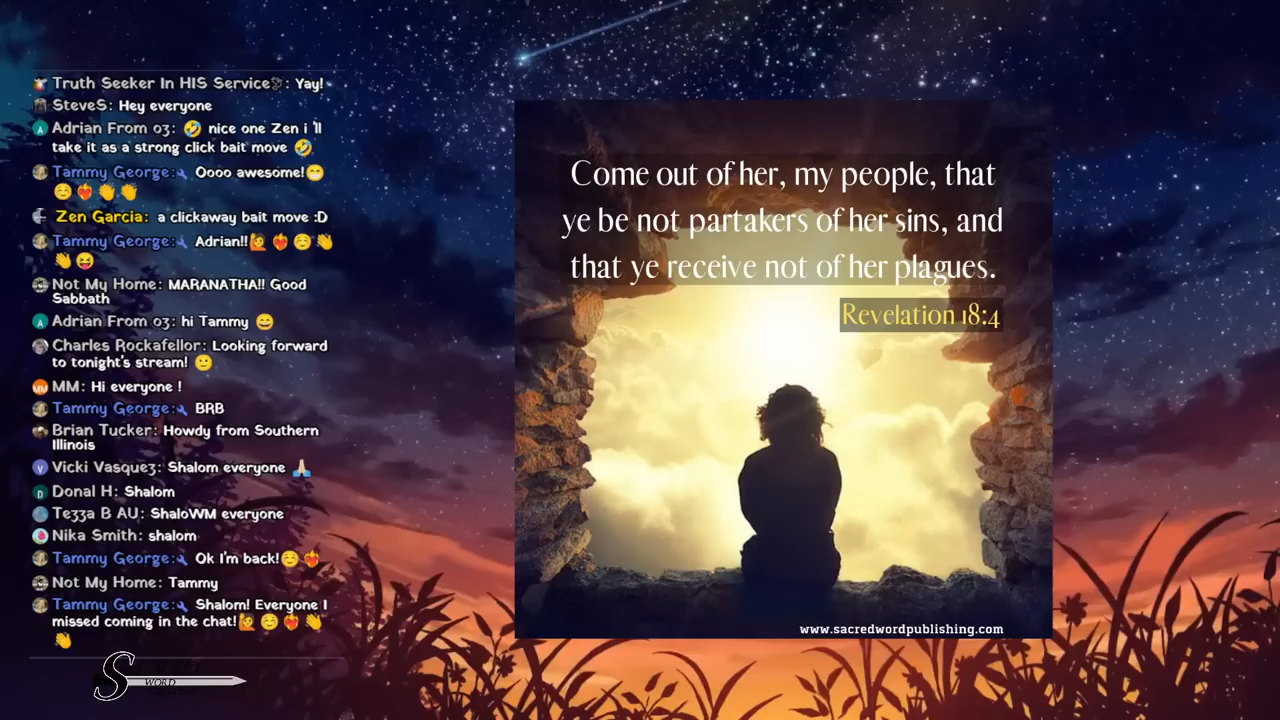 Truth Seeker In HIS Service🕊: Yay!
SteveS: Hey everyone
Adrian From 03: 🤣 nice one Zen i 'll
take it as a strong click bait move 🤣
Tammy George: Oooo awesome!😁
☺️❤️‍🔥👏👏
Zen Garcia: a clickaway bait move :D
Tammy George: Adrian!!🙋❤️‍🔥☺️👏
👏😝
Not My Home: MARANATHA!! Good
Sabbath
Adrian From 03: hi Tammy 😄
Charles Rockafellor: Looking forward
to tonight's stream! 🙂
MM: Hi everyone !
Tammy George: BRB
Brian Tucker: Howdy from Southern
Illinois
Vicki Vasquez: Shalom everyone 🙏🏻
Donal H: Shalom
Tezza B AU: ShaloWM everyone
Nika Smith: shalom
Tammy George: Ok I'm back!☺️❤️‍🔥
Not My Home: Tammy
Tammy George: Shalom! Everyone I
missed coming in the chat!🙋☺️❤️‍🔥👏
👏
SWORD
Come out of her, my people, that
ye be not partakers of her sins, and
that ye receive not of her plagues.
Revelation 18:4
www.sacredwordpublishing.com